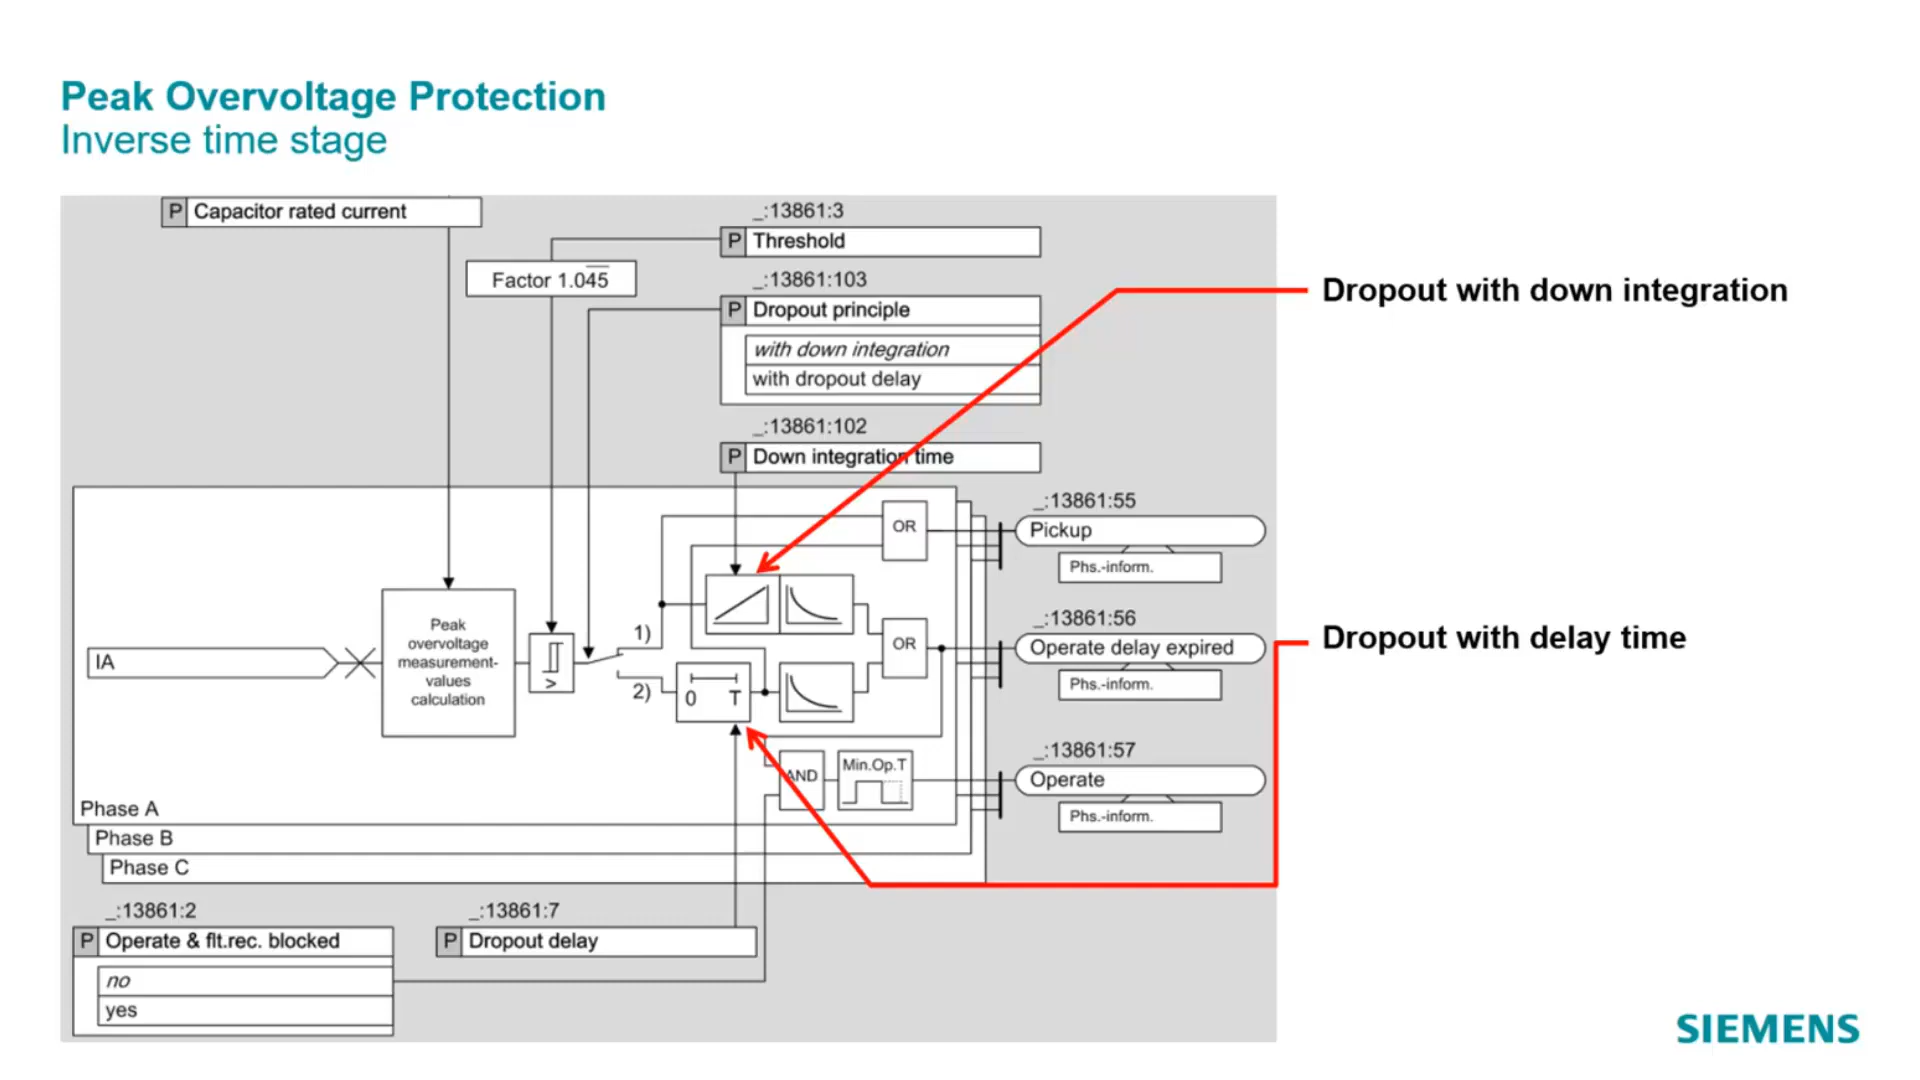 Peak Overvoltage Protection
Inverse time stage
P Capacitor rated current
_:13861:3
P Threshold
Factor 1.045
_:13861:103
P Dropout principle
with down integration
with dropout delay
_:13861:102
P Down integration time
Dropout with down integration
OR
_:13861:55
Pickup
Phs.-inform.
IA
Peak
overvoltage
measurement-
values
calculation
>
1)
2)
0 T
OR
_:13861:56
Operate delay expired
Phs.-inform.
Dropout with delay time
AND
Min.Op.T
_:13861:57
Operate
Phs.-inform.
Phase A
Phase B
Phase C
_:13861:2
P Operate & flt.rec. blocked
no
yes
_:13861:7
P Dropout delay
SIEMENS